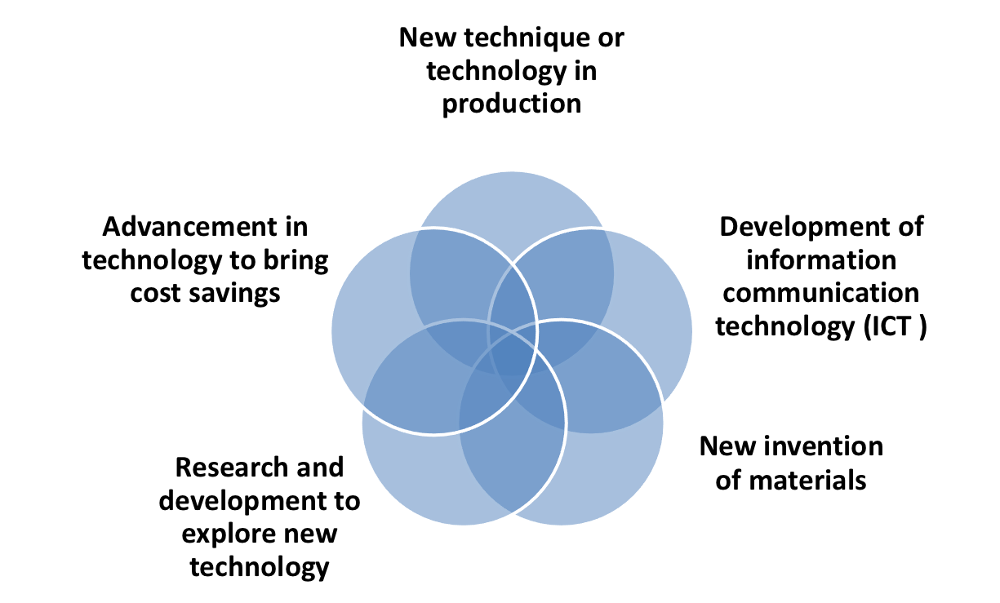 New technique or
technology in
production
Advancement in
technology to bring
cost savings
Development of
information
communication
technology (ICT )
New invention
of materials
Research and
development to
explore new
technology